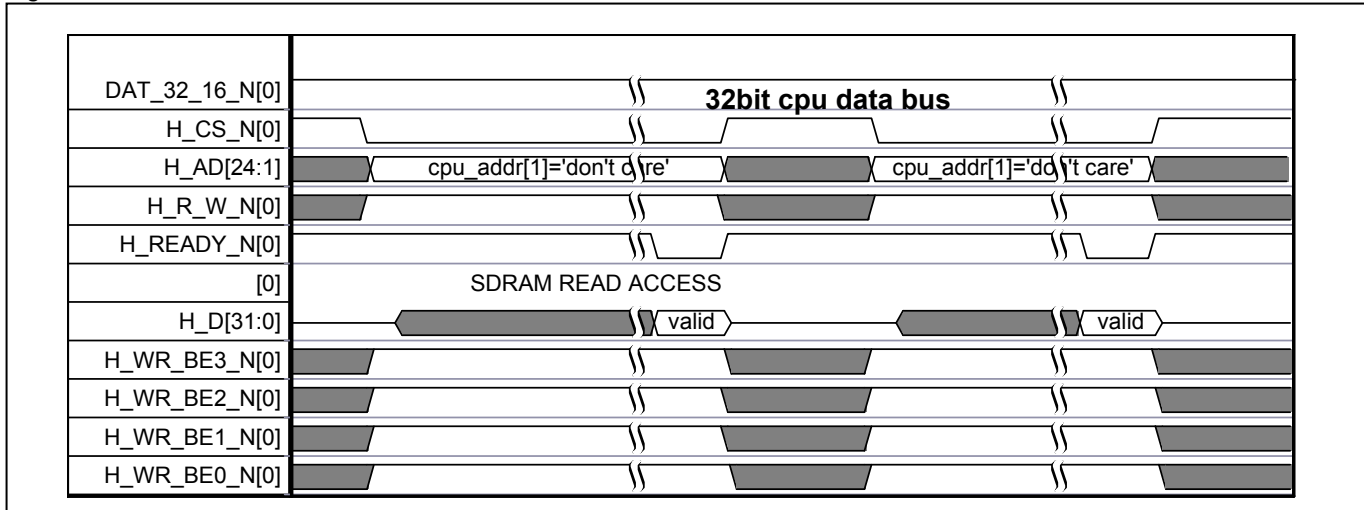 DAT_32_16_N[0]
32bit cpu data bus
H_CS_N[0]
H_AD[24:1] cpu_addr[1]='don't care' cpu_addr[1]='don't care'
H_R_W_N[0]
H_READY_N[0]
[0] SDRAM READ ACCESS
H_D[31:0] valid valid
H_WR_BE3_N[0]
H_WR_BE2_N[0]
H_WR_BE1_N[0]
H_WR_BE0_N[0]